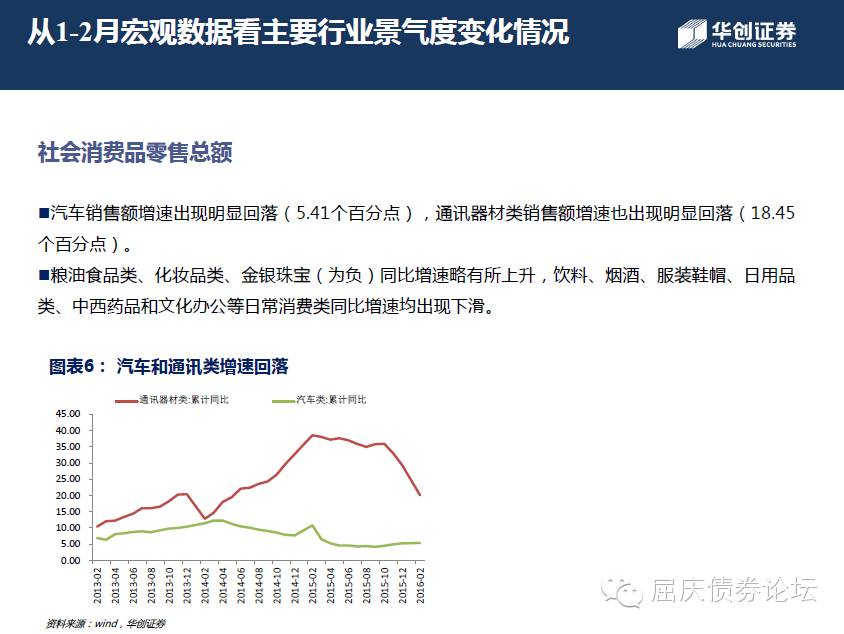 从1-2月宏观数据看主要行业景气度变化情况
华创证券
HUA CHUANG SECURITIES
社会消费品零售总额
■汽车销售额增速出现明显回落（5.41个百分点），通讯器材类销售额增速也出现明显回落（18.45
个百分点）。
■粮油食品类、化妆品类、金银珠宝（为负）同比增速略有所上升，饮料、烟酒、服装鞋帽、日用品
类、中西药品和文化办公等日常消费类同比增速均出现下滑。
图表6： 汽车和通讯类增速回落
通讯器材类:累计同比 汽车类:累计同比
45.00
40.00
35.00
30.00
25.00
20.00
15.00
10.00
5.00
0.00
2013-02 2013-04 2013-06 2013-08 2013-10 2013-12 2014-02 2014-04 2014-06 2014-08 2014-10 2014-12 2015-02 2015-04 2015-06 2015-08 2015-10 2015-12 2016-02
资料来源：wind，华创证券
屈庆债券论坛